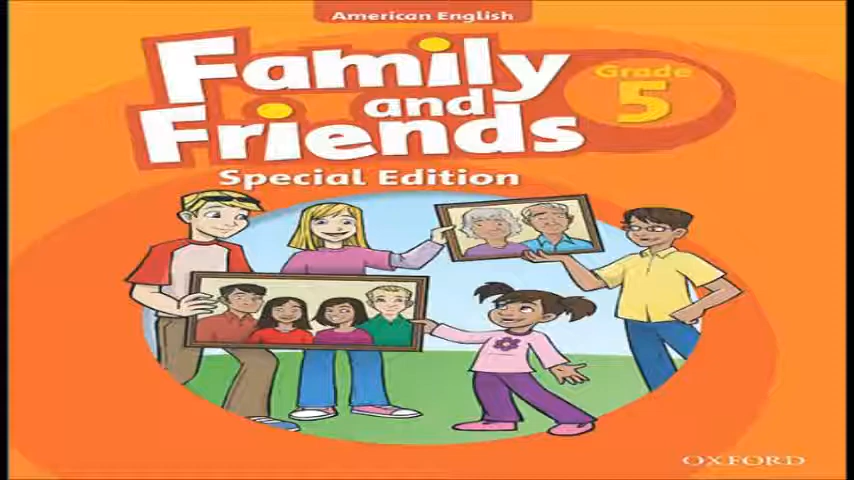 American English
Family
and
Friends
Grade
5
Special Edition
OXFORD